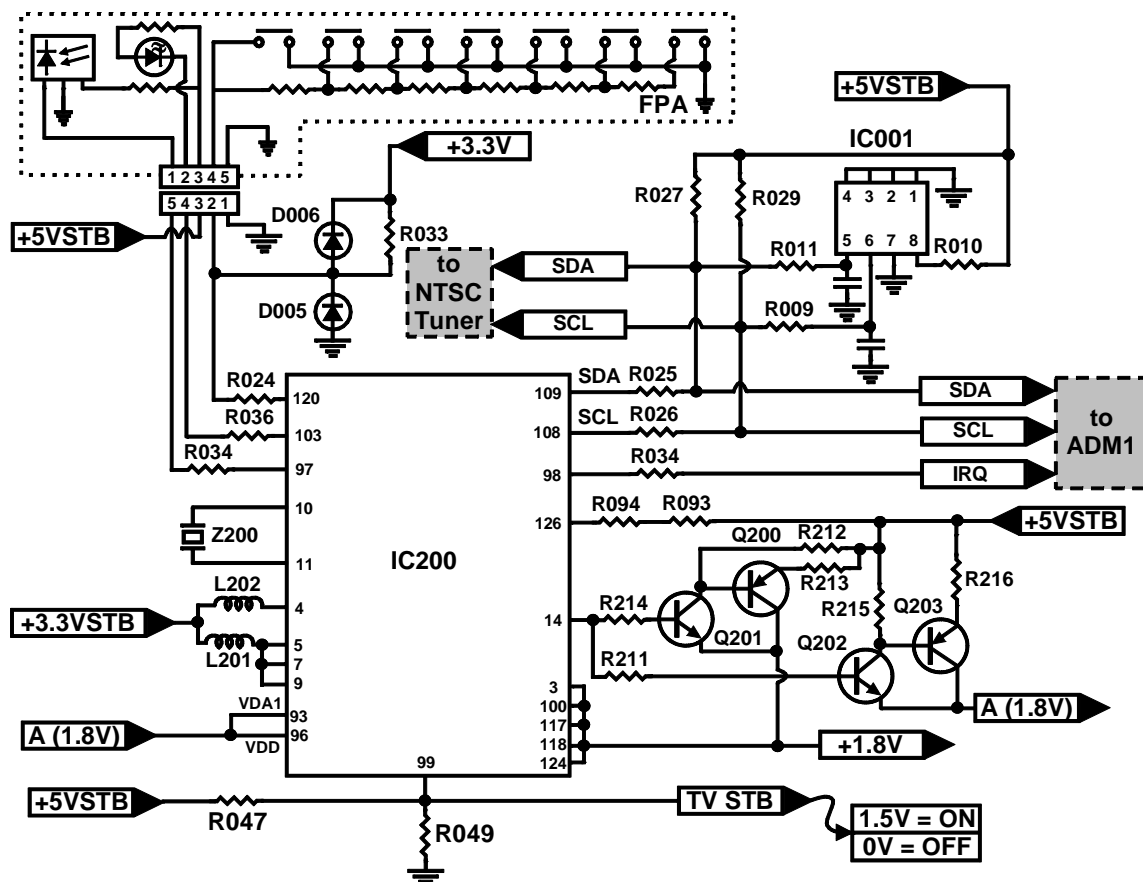 FPA
+5VSTB
IC001
+3.3V
1 2 3 4 5
5 4 3 2 1
R027
R029
4 3 2 1
5 6 7 8
D006
R033
R011
R010
+5VSTB
to
NTSC
Tuner
SDA
D005
SCL
R009
R024
120
109
SDA
R025
SDA
R036
103
108
SCL
R026
SCL
to
ADM1
R034
97
98
R034
IRQ
10
126
R094
R093
+5VSTB
Z200
11
IC200
Q200
R212
R213
R216
L202
4
R214
R215
Q203
+3.3VSTB
14
Q201
Q202
L201
5
7
9
R211
3
100
117
118
124
VDA1
93
A (1.8V)
96
VDD
A (1.8V)
+1.8V
99
+5VSTB
R047
TV STB
R049
1.5V = ON
0V = OFF